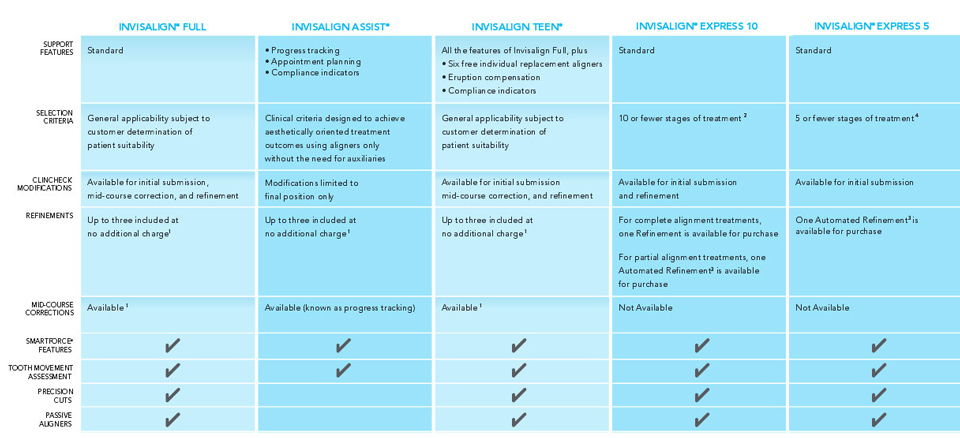 INVISALIGN® FULL
INVISALIGN ASSIST®
INVISALIGN TEEN®
INVISALIGN® EXPRESS 10
INVISALIGN® EXPRESS 5
SUPPORT
FEATURES
Standard
• Progress tracking
• Appointment planning
• Compliance indicators
All the features of Invisalign Full, plus
• Six free individual replacement aligners
• Eruption compensation
• Compliance indicators
Standard
Standard
SELECTION
CRITERIA
General applicability subject to
customer determination of
patient suitability
Clinical criteria designed to achieve
aesthetically oriented treatment
outcomes using aligners only
without the need for auxiliaries
General applicability subject to
customer determination of
patient suitability
10 or fewer stages of treatment ²
5 or fewer stages of treatment ⁴
CLINCHECK
MODIFICATIONS
Available for initial submission,
mid-course correction, and refinement
Modifications limited to
final position only
Available for initial submission
mid-course correction, and refinement
Available for initial submission
and refinement
Available for initial submission
REFINEMENTS
Up to three included at
no additional charge¹
Up to three included at
no additional charge ¹
Up to three included at
no additional charge ¹
For complete alignment treatments,
one Refinement is available for purchase
For partial alignment treatments, one
Automated Refinement³ is available
for purchase
One Automated Refinement³ is
available for purchase
MID-COURSE
CORRECTIONS
Available ¹
Available (known as progress tracking)
Available ¹
Not Available
Not Available
SMARTFORCE®
FEATURES
✔ ✔ ✔ ✔ ✔
TOOTH MOVEMENT
ASSESSMENT
✔ ✔ ✔ ✔ ✔
PRECISION
CUTS
✔ ✔ ✔ ✔
PASSIVE
ALIGNERS
✔ ✔ ✔ ✔